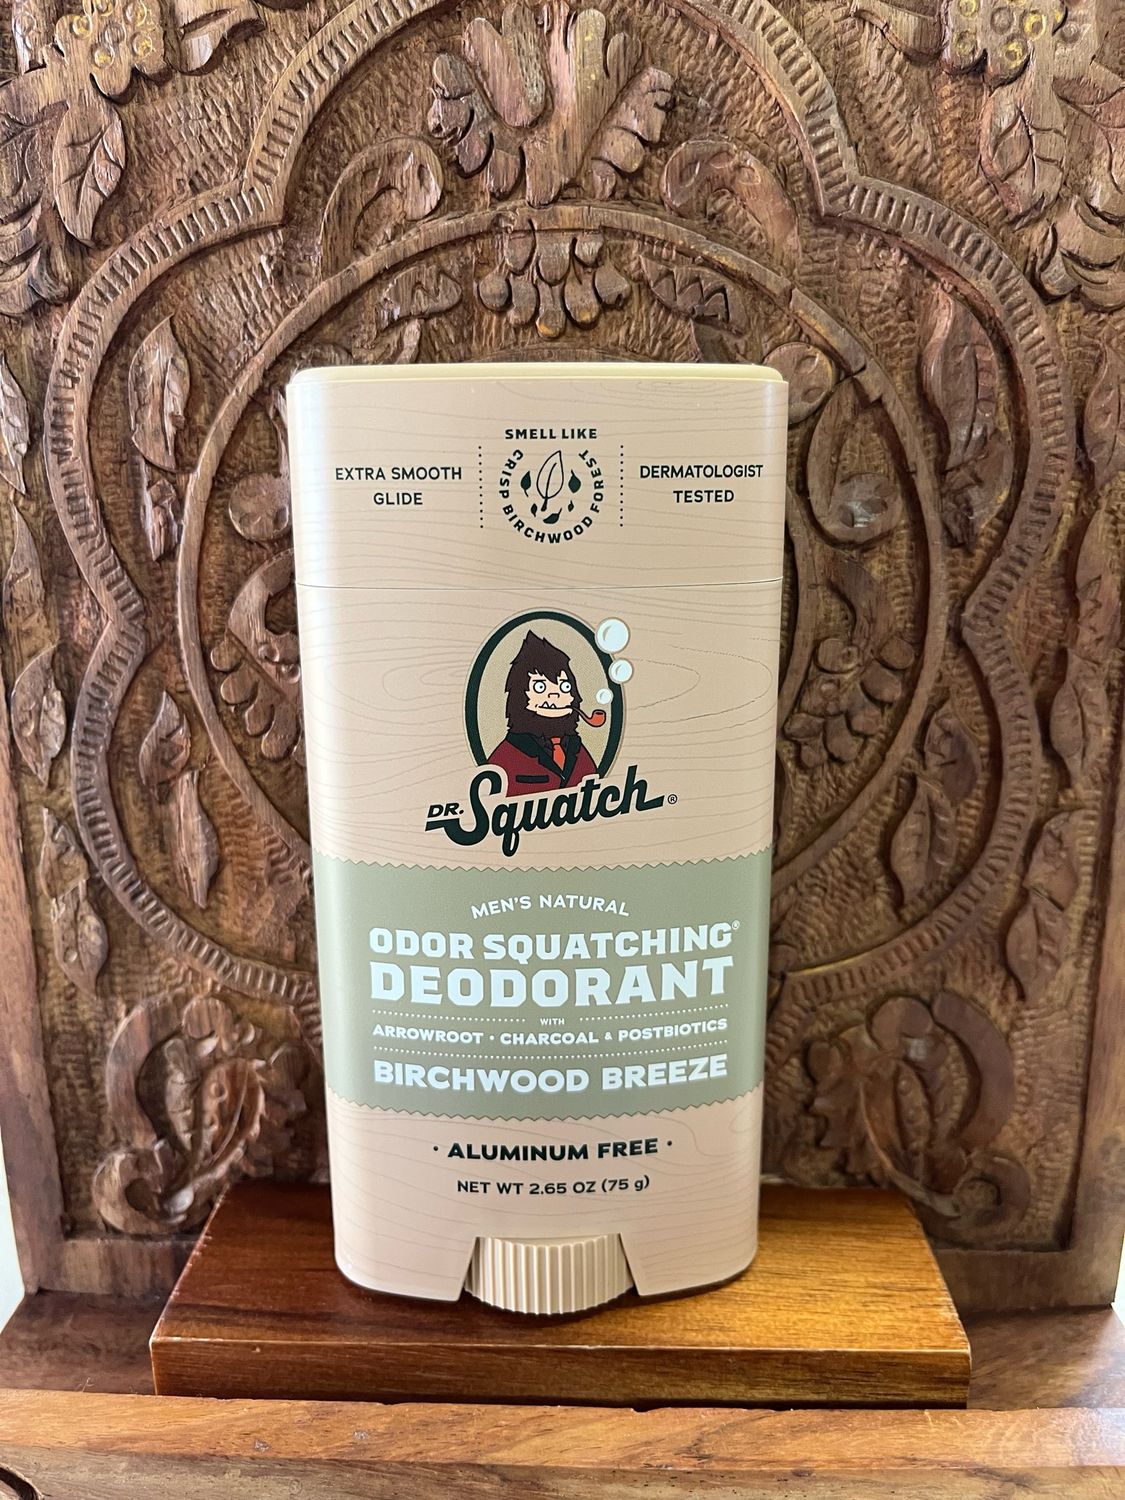 SMELL LIKE
CRISP BIRCHWOOD FOREST
EXTRA SMOOTH
GLIDE
DERMATOLOGIST
TESTED
DR. Squatch®
MEN'S NATURAL
ODOR SQUATCHING®
DEODORANT
WITH
ARROWROOT • CHARCOAL & POSTBIOTICS
BIRCHWOOD BREEZE
• ALUMINUM FREE •
NET WT 2.65 OZ (75 g)